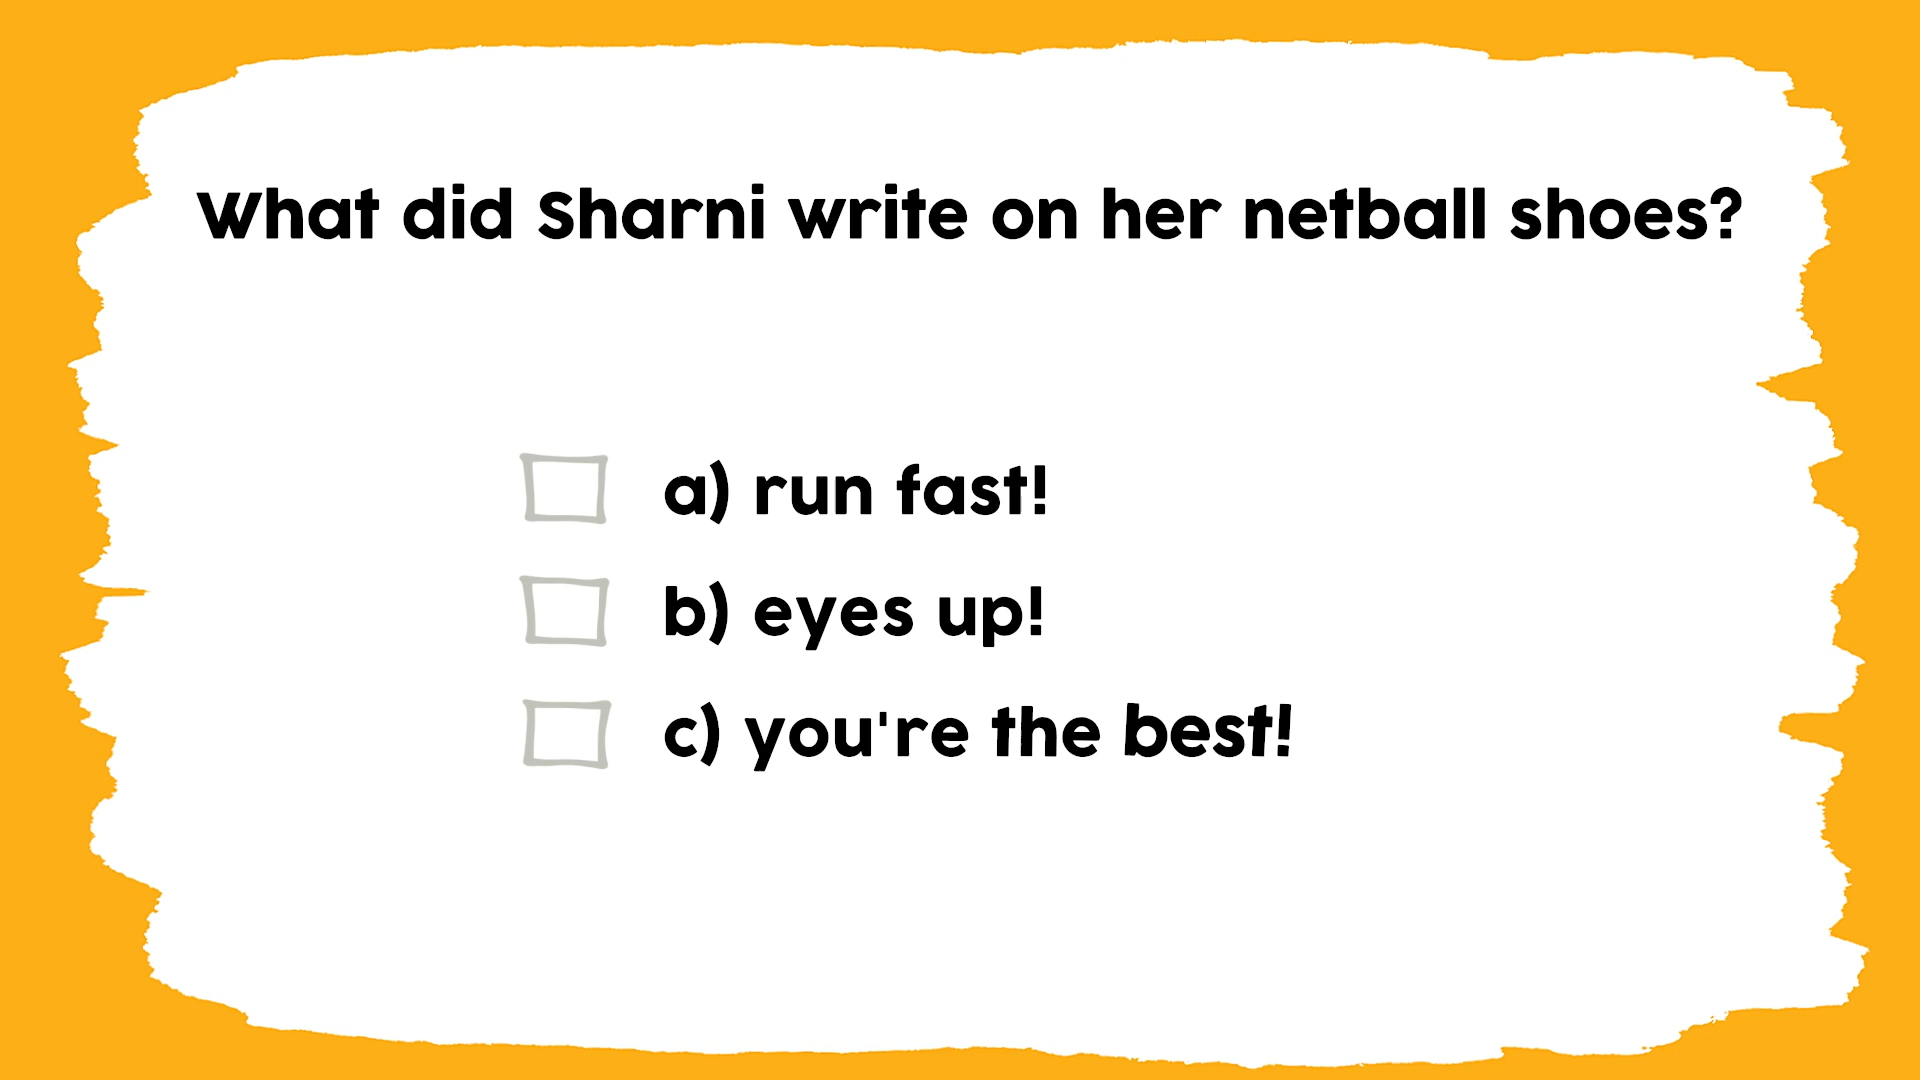 What did Sharni write on her netball shoes?
a) run fast!
b) eyes up!
c) you're the best!